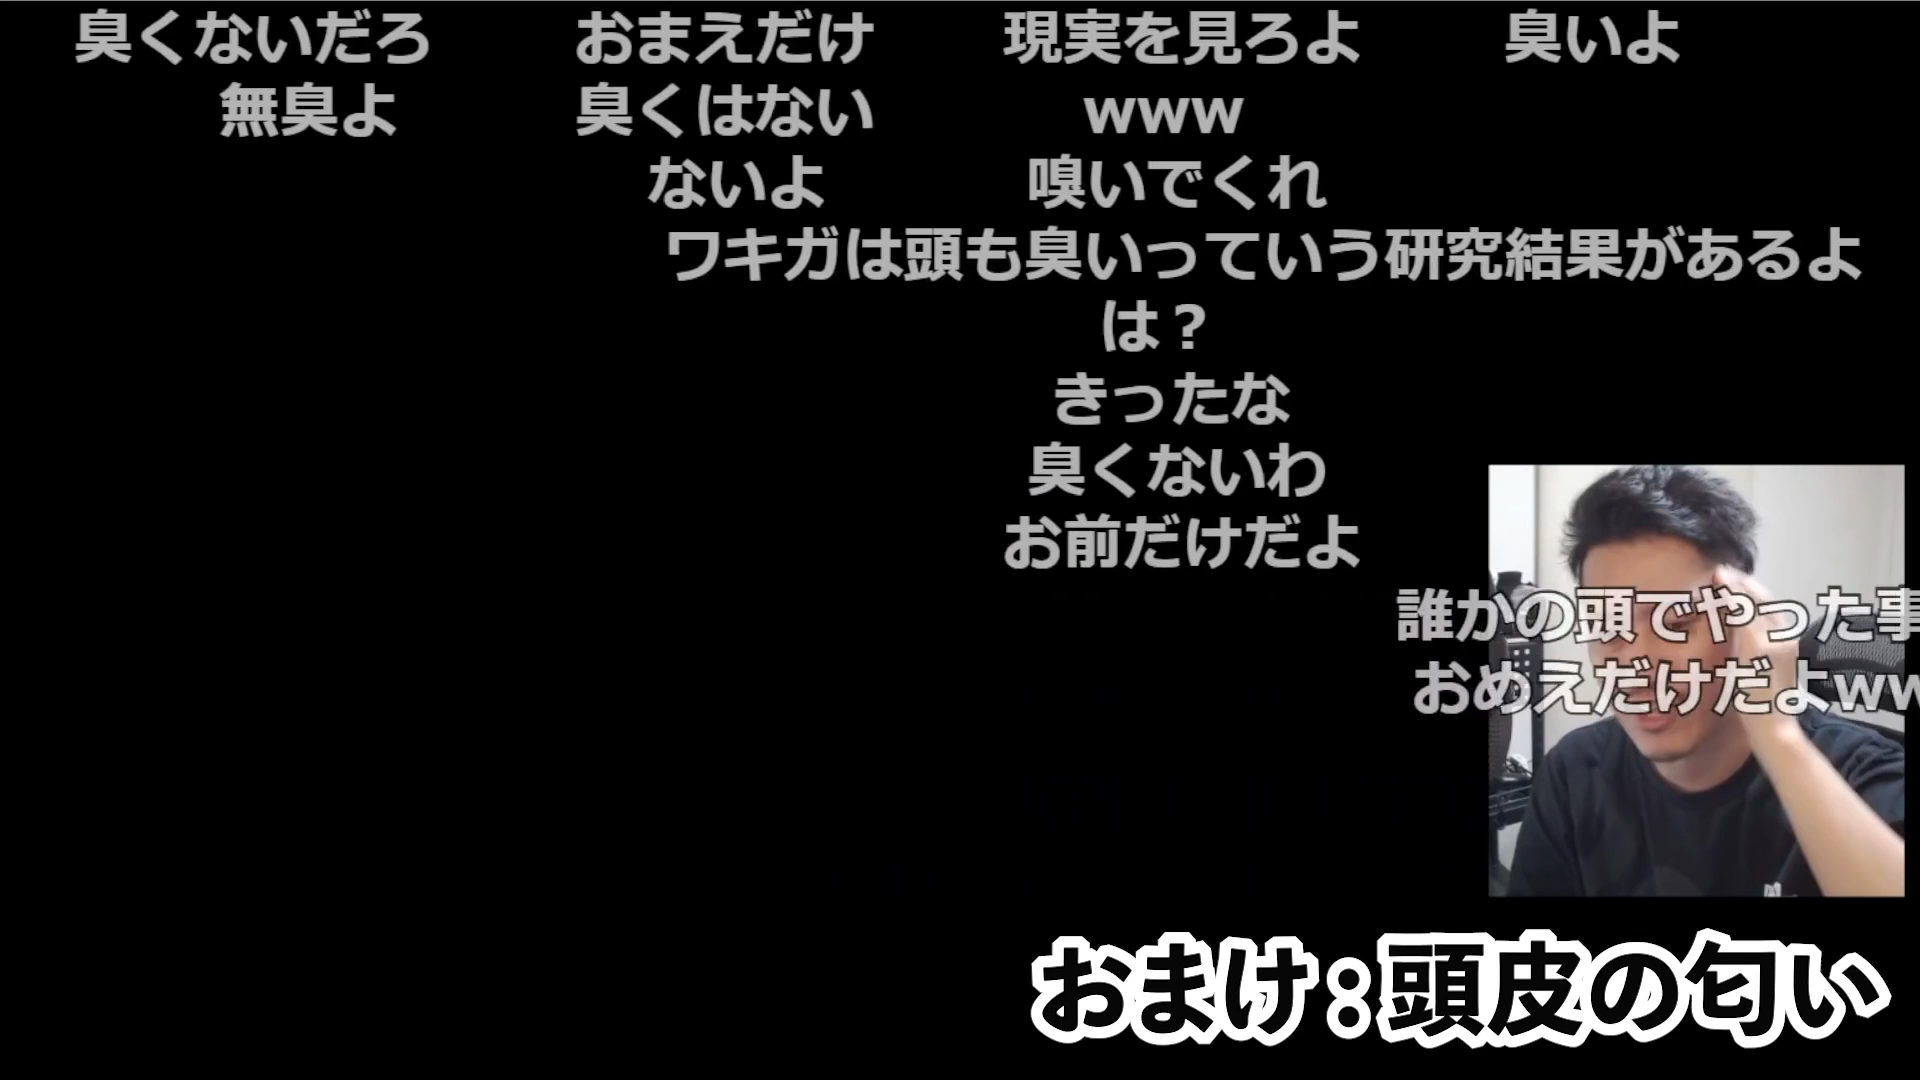 臭くないだろ
おまえだけ
現実を見ろよ
臭いよ
無臭よ
臭くはない
www
ないよ
嗅いでくれ
ワキガは頭も臭いっていう研究結果があるよ
は？
きったな
臭くないわ
お前だけだよ
誰かの頭でやった事
おめえだけだよww
おまけ:頭皮の匂い